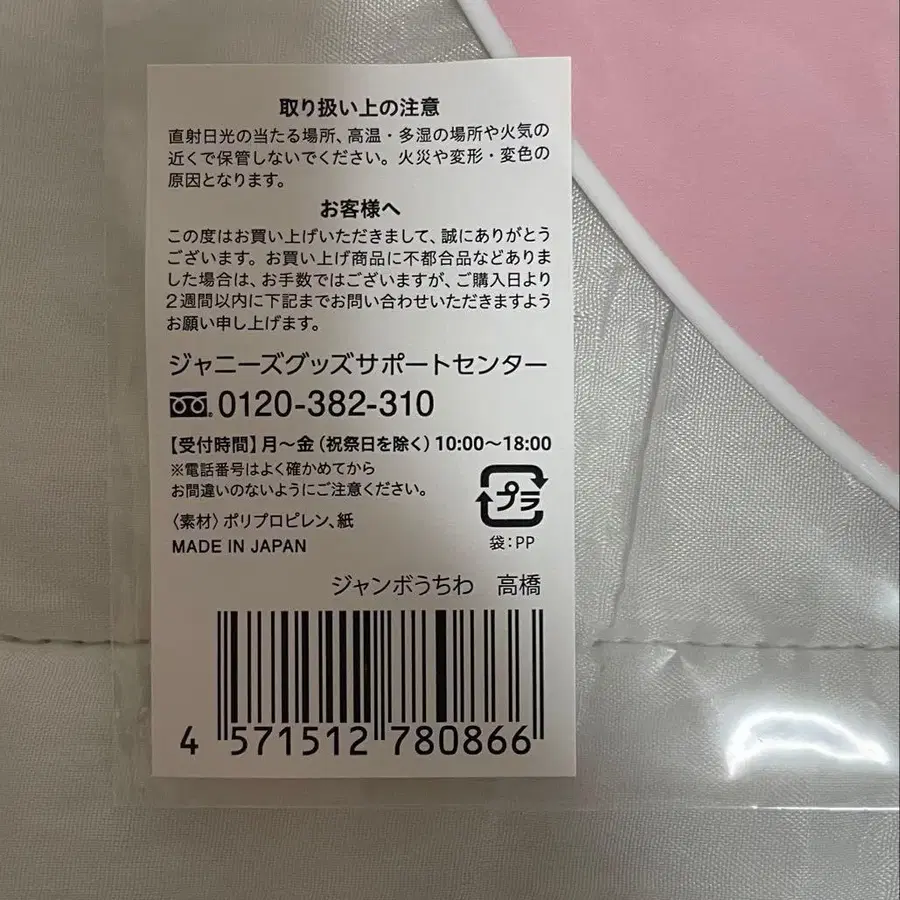 取り扱い上の注意
直射日光の当たる場所、高温・多湿の場所や火気の
近くで保管しないでください。火災や変形・変色の
原因となります。
お客様へ
この度はお買い上げいただきまして、誠にありがとう
ございます。お買い上げ商品に不都合品などありまし
た場合は、お手数ではございますが、ご購入日より
2週間以内に下記までお問い合わせいただきますよう
お願い申し上げます。
ジャニーズグッズサポートセンター
0120-382-310
【受付時間】月〜金（祝祭日を除く）10:00〜18:00
※電話番号はよく確かめてから
お間違いのないようにご注意ください。
プラ
〈素材〉ポリプロピレン、紙
MADE IN JAPAN
袋：PP
ジャンボうちわ　高橋
4 571512 780866